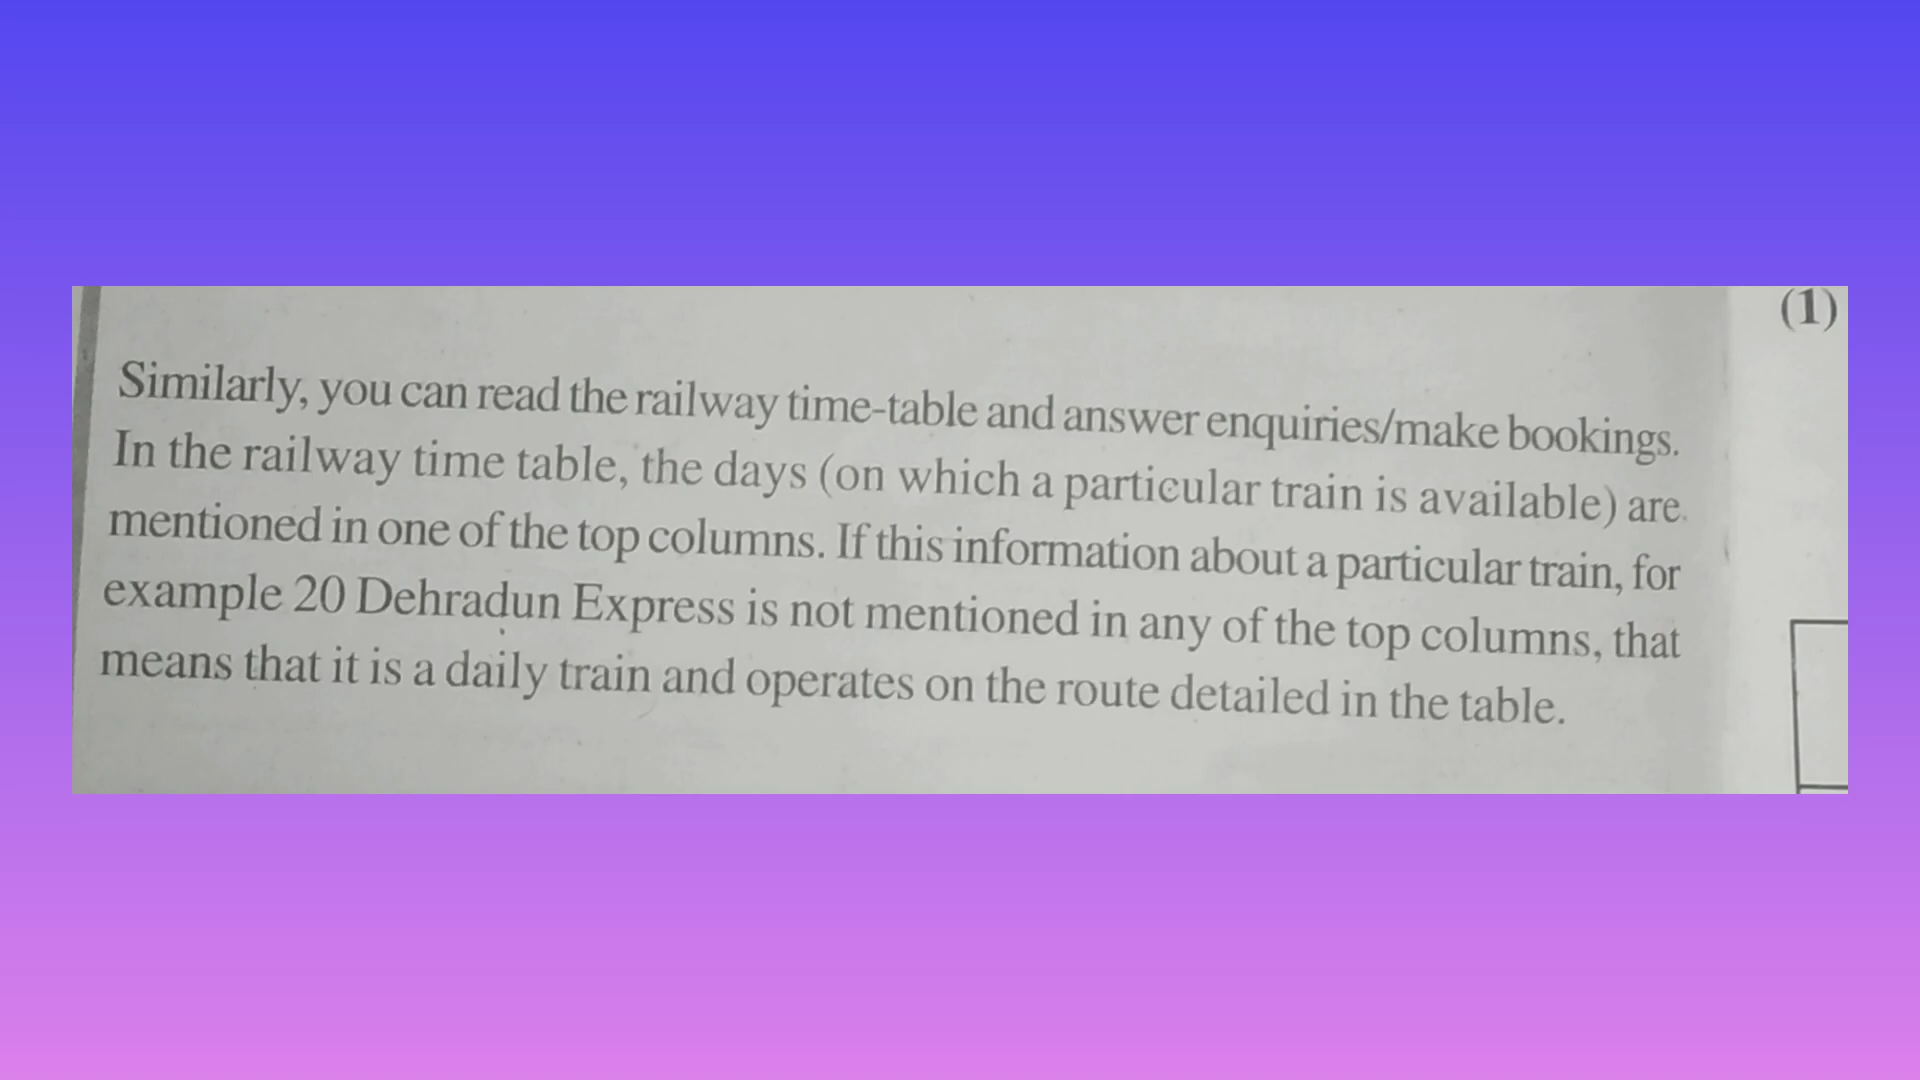 (1)
Similarly, you can read the railway time-table and answer enquiries/make bookings.
In the railway time table, the days (on which a particular train is available) are.
mentioned in one of the top columns. If this information about a particular train, for
example 20 Dehradun Express is not mentioned in any of the top columns, that
means that it is a daily train and operates on the route detailed in the table.